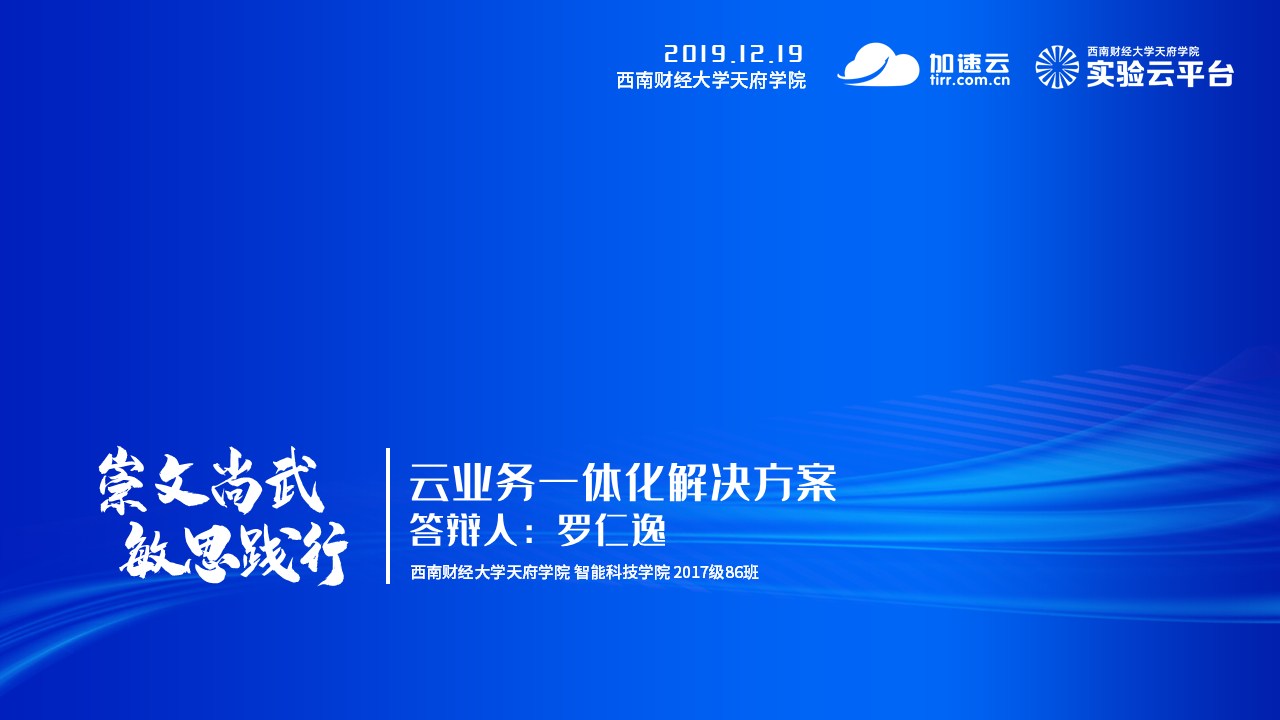 2019.12.19
西南财经大学天府学院
加速云
tirr.com.cn
西南财经大学天府学院
实验云平台
崇文尚武
敏思践行
云业务一体化解决方案
答辩人：罗仁逸
西南财经大学天府学院 智能科技学院 2017级86班